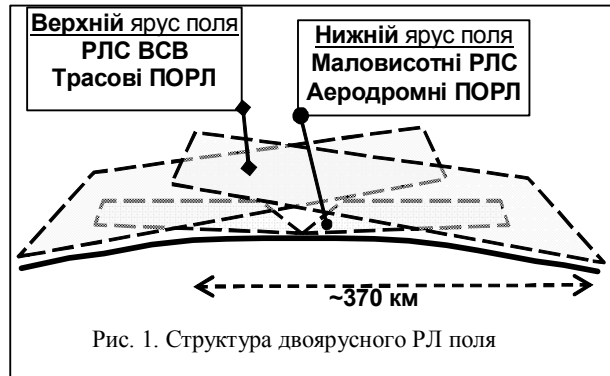 Верхній ярус поля
РЛС ВСВ
Трасові ПОРЛ
Нижній ярус поля
Маловисотні РЛС
Аеродромні ПОРЛ
~370 км
Рис. 1. Структура двоярусного РЛ поля